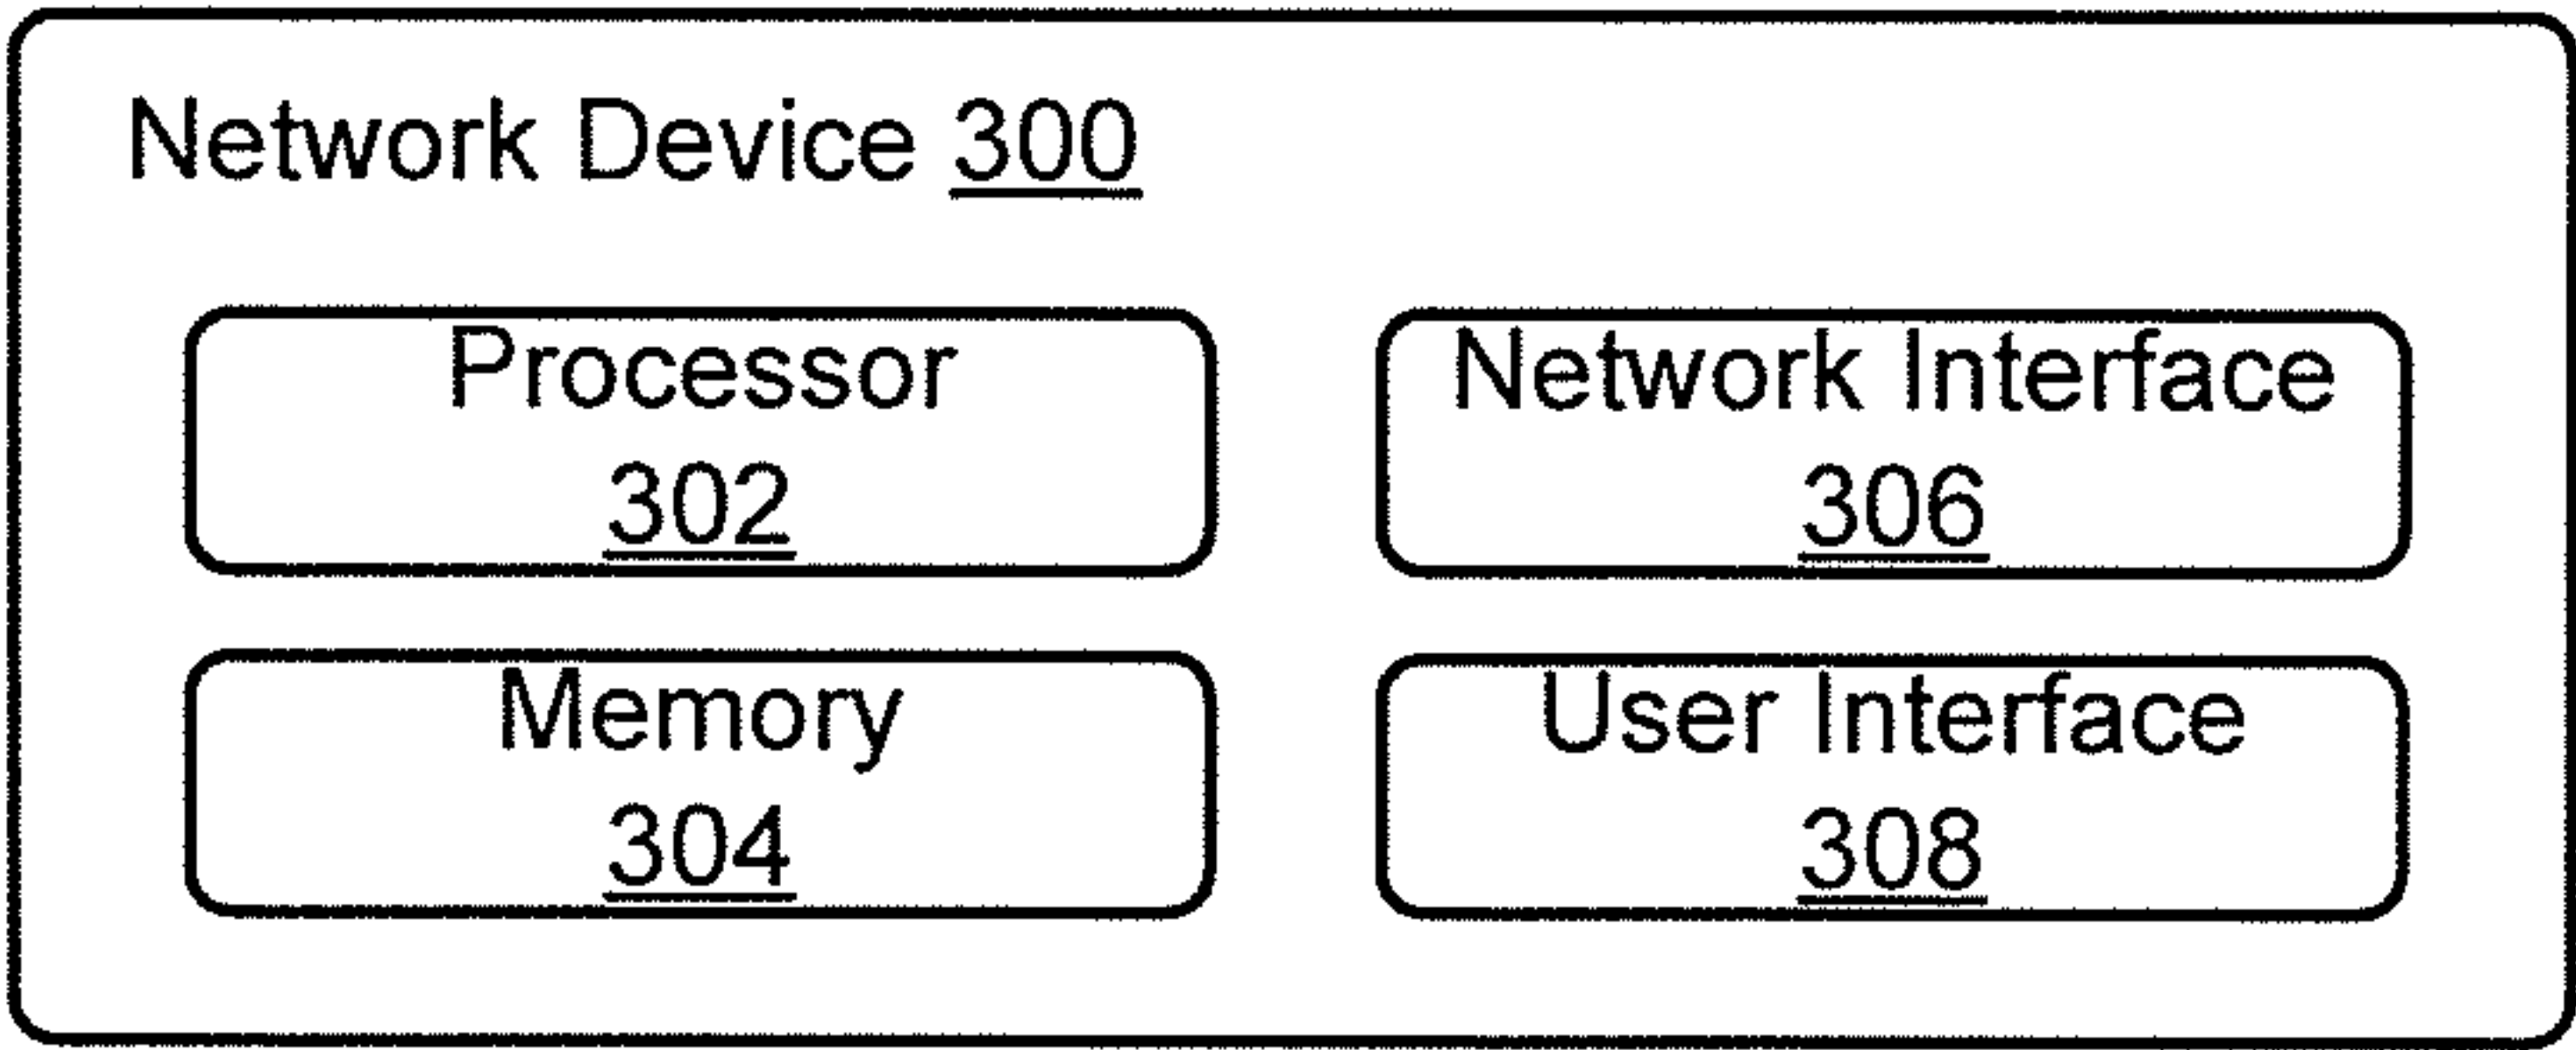 Network Device 300
Processor
302
Network Interface
306
Memory
304
User Interface
308